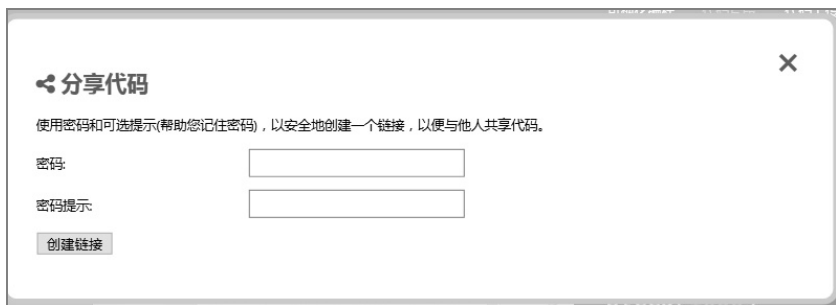 分享代码
使用密码和可选提示(帮助您记住密码)，以安全地创建一个链接，以便与他人共享代码。
密码:
密码提示:
创建链接